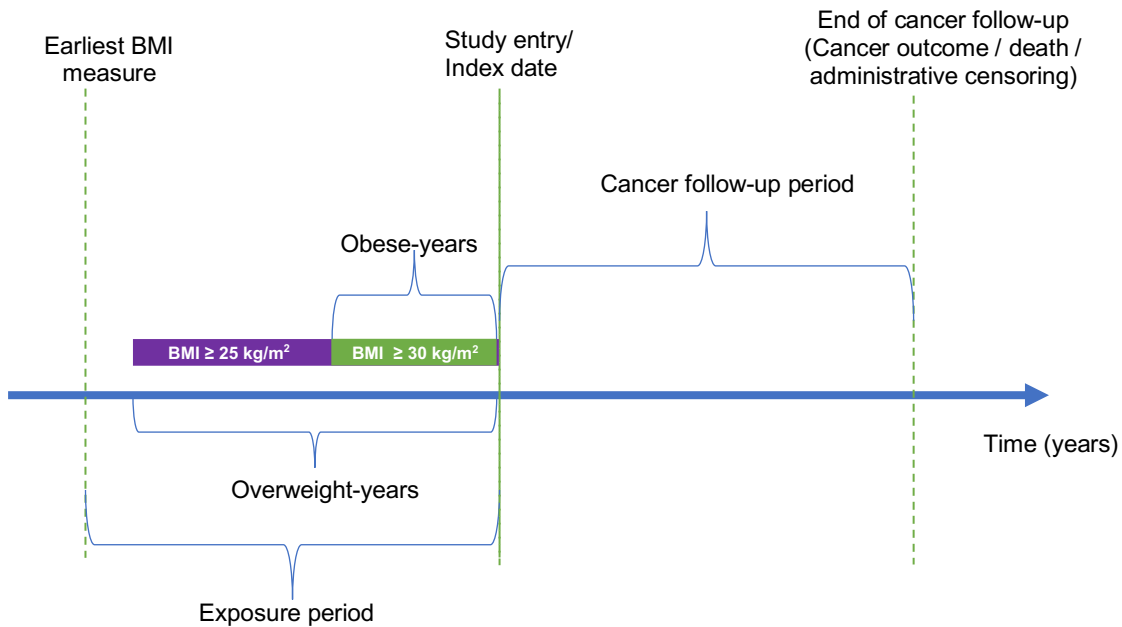 Earliest BMI
measure
Study entry/
Index date
End of cancer follow-up
(Cancer outcome / death /
administrative censoring)
Cancer follow-up period
Obese-years
BMI ≥ 25 kg/m²
BMI ≥ 30 kg/m²
Time (years)
Overweight-years
Exposure period